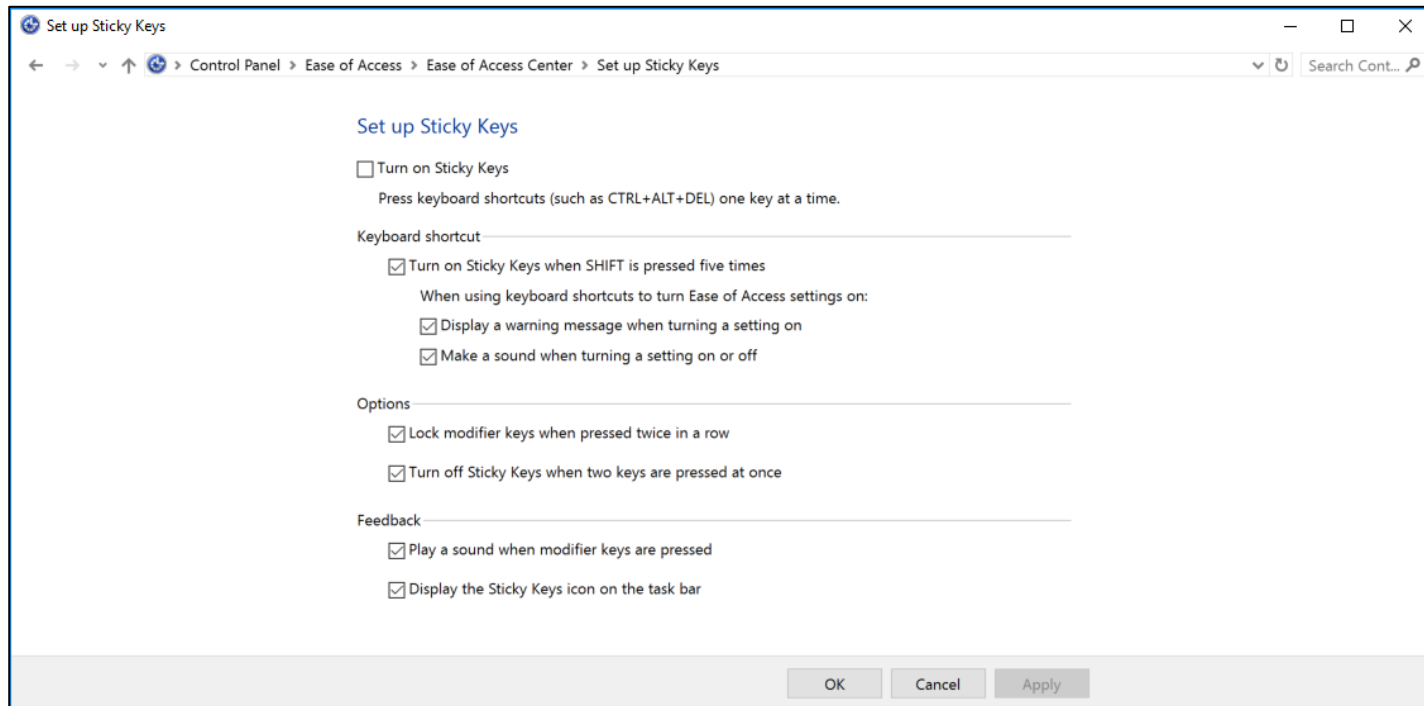 Set up Sticky Keys
Control Panel > Ease of Access > Ease of Access Center > Set up Sticky Keys
Search Cont...
Set up Sticky Keys
Turn on Sticky Keys
Press keyboard shortcuts (such as CTRL+ALT+DEL) one key at a time.
Keyboard shortcut
Turn on Sticky Keys when SHIFT is pressed five times
When using keyboard shortcuts to turn Ease of Access settings on:
Display a warning message when turning a setting on
Make a sound when turning a setting on or off
Options
Lock modifier keys when pressed twice in a row
Turn off Sticky Keys when two keys are pressed at once
Feedback
Play a sound when modifier keys are pressed
Display the Sticky Keys icon on the task bar
OK Cancel Apply